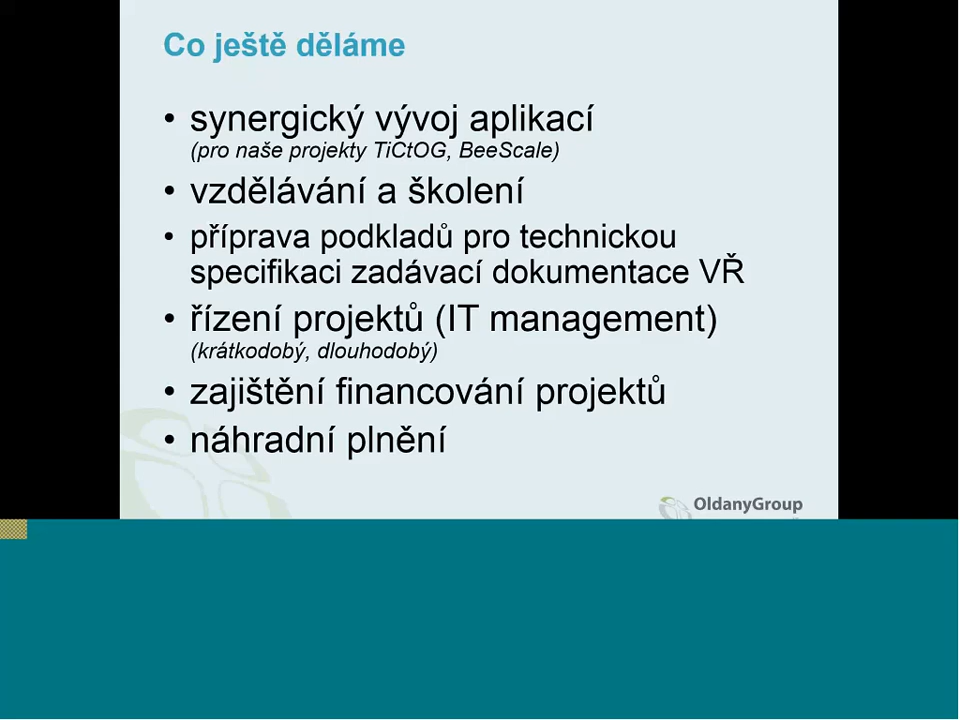 Co ještě děláme
• synergický vývoj aplikací
(pro naše projekty TiCtOG, BeeScale)
• vzdělávání a školení
• příprava podkladů pro technickou
specifikaci zadávací dokumentace VŘ
• řízení projektů (IT management)
(krátkodobý, dlouhodobý)
• zajištění financování projektů
• náhradní plnění
OldanyGroup